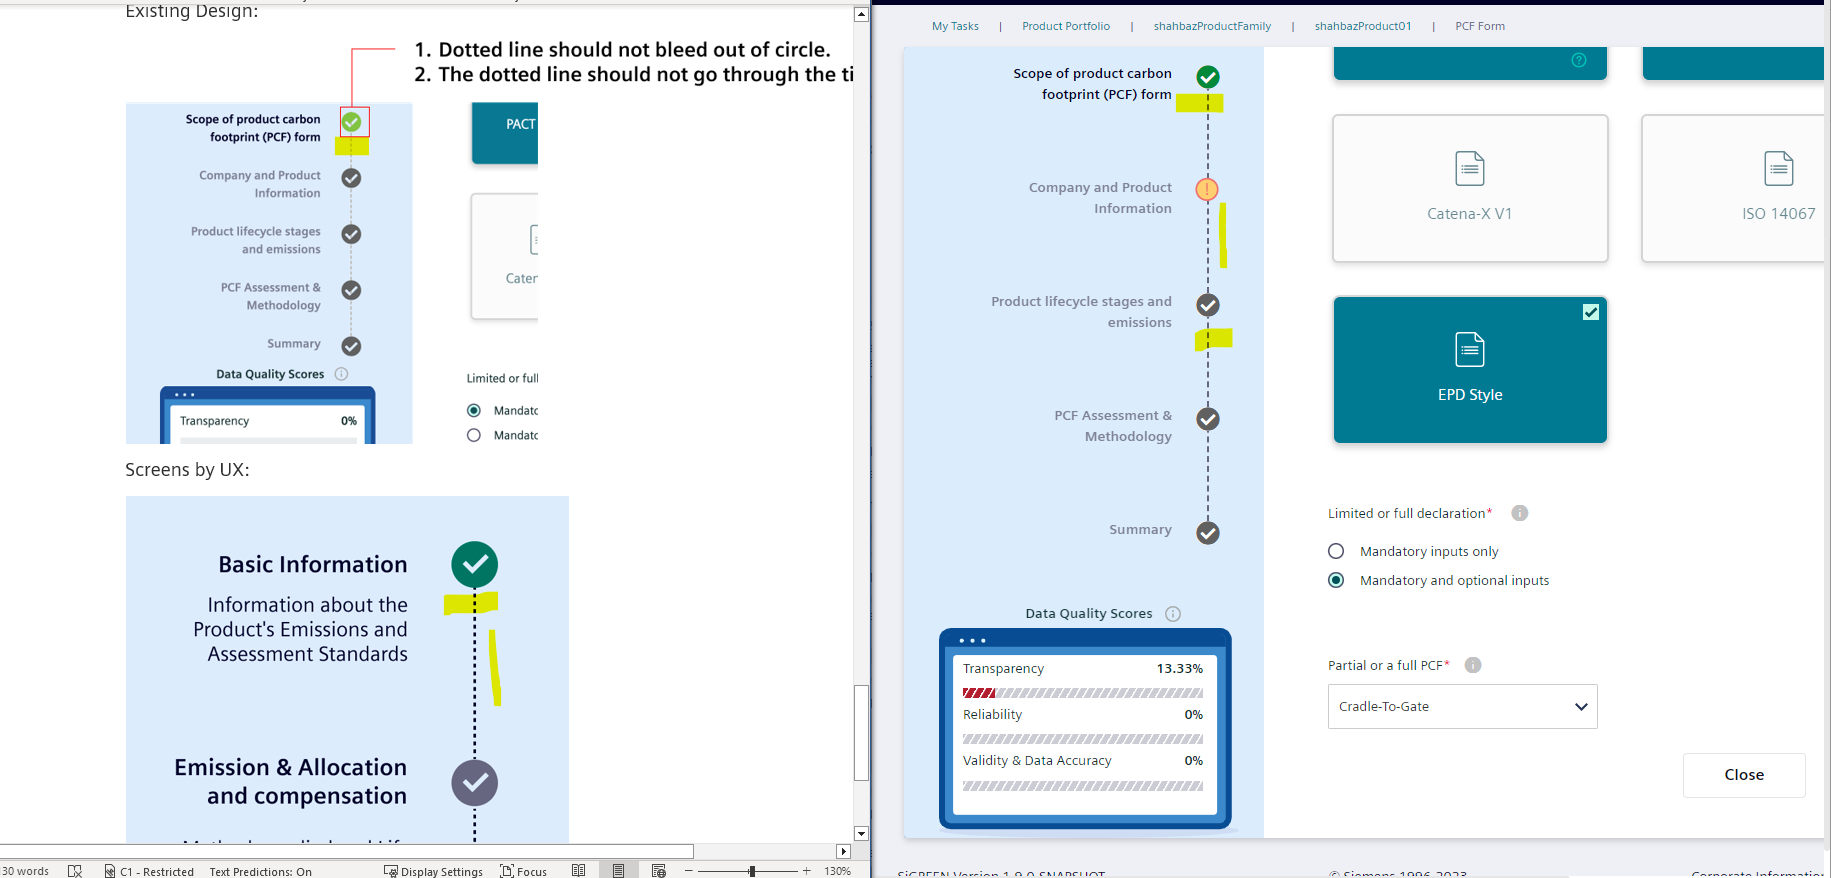 Existing Design:
1. Dotted line should not bleed out of circle.
2. The dotted line should not go through the ti
Scope of product carbon
footprint (PCF) form
Company and Product
Information
Product lifecycle stages
and emissions
PCF Assessment &
Methodology
Summary
Data Quality Scores
Transparency 0%
PACT
Cater
Limited or full
Mandato
Mandato
Screens by UX:
Basic Information
Information about the
Product's Emissions and
Assessment Standards
Emission & Allocation
and compensation
30 words
C1 - Restricted
Text Predictions: On
Display Settings
Focus
130%
My Tasks | Product Portfolio | shahbazProductFamily | shahbazProduct01 | PCF Form
Scope of product carbon
footprint (PCF) form
Company and Product
Information
Product lifecycle stages and
emissions
PCF Assessment &
Methodology
Summary
Data Quality Scores
Transparency 13.33%
Reliability 0%
Validity & Data Accuracy 0%
Catena-X V1
ISO 14067
EPD Style
Limited or full declaration*
Mandatory inputs only
Mandatory and optional inputs
Partial or a full PCF*
Cradle-To-Gate
Close
SiGREEN Version 1.9.0-SNAPSHOT
© Siemens 1996-2023
Corporate Information